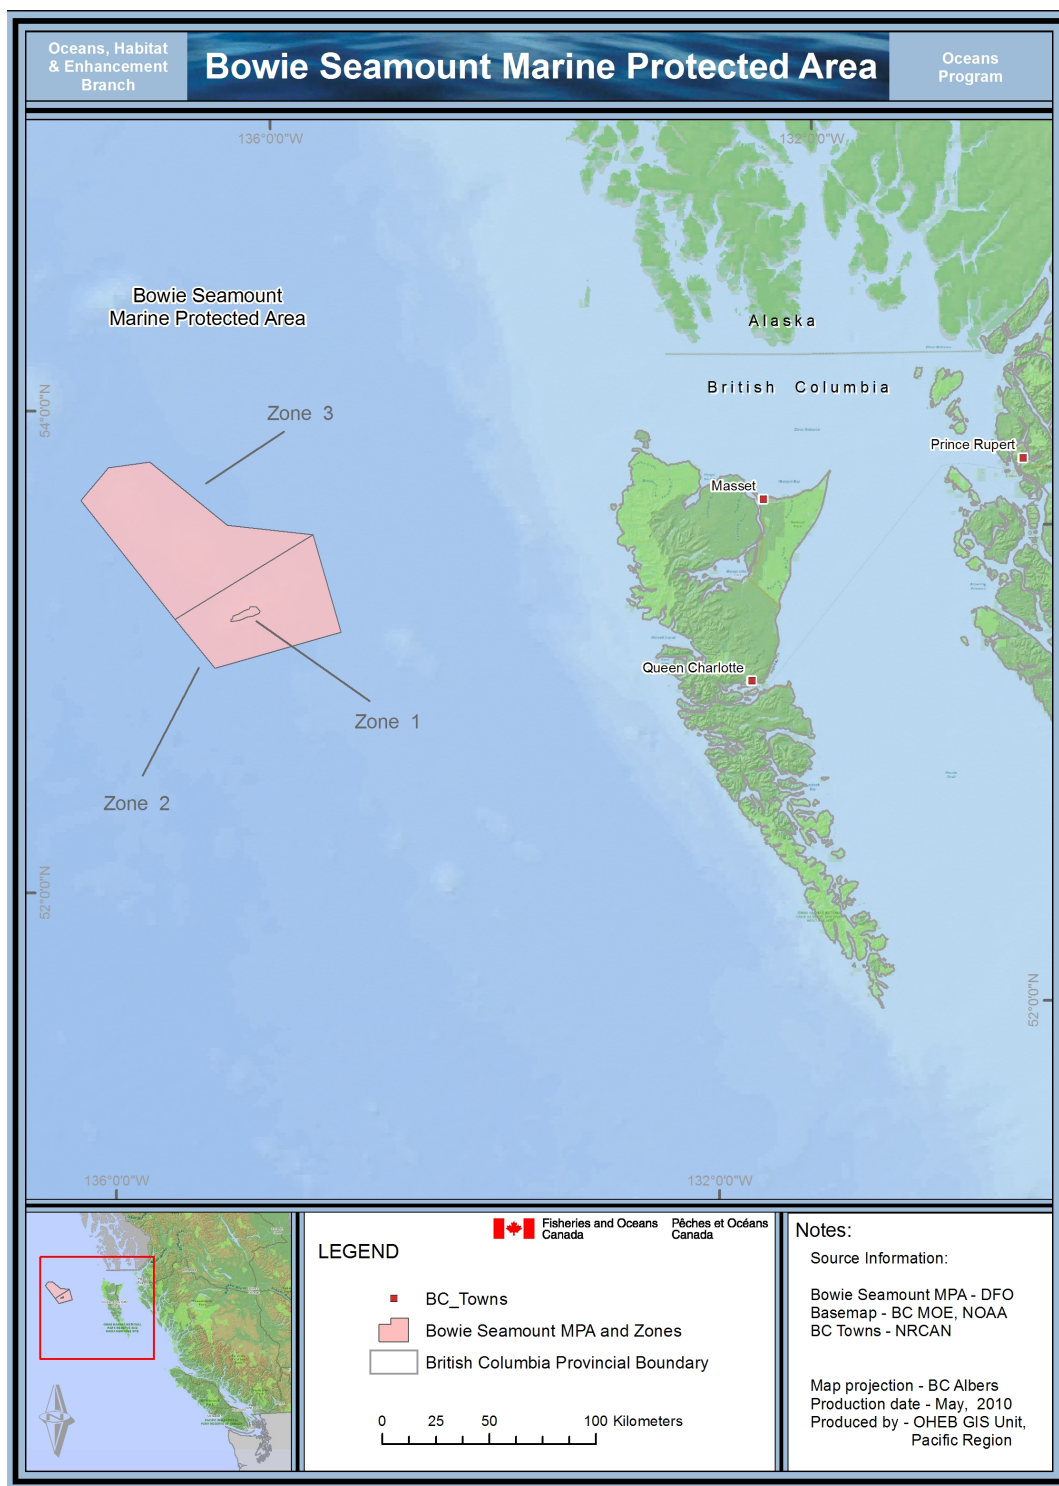 Oceans, Habitat
& Enhancement
Branch
Bowie Seamount Marine Protected Area
Oceans
Program
136°0'0"W
132°0'0"W
Bowie Seamount
Marine Protected Area
Alaska
British Columbia
54°0'0"N
Zone 3
Prince Rupert
Masset
Queen Charlotte
Zone 1
Zone 2
52°0'0"N
52°0'0"N
136°0'0"W
132°0'0"W
Fisheries and Oceans
Canada
Pêches et Océans
Canada
LEGEND
BC_Towns
Bowie Seamount MPA and Zones
British Columbia Provincial Boundary
0 25 50 100 Kilometers
Notes:
Source Information:
Bowie Seamount MPA - DFO
Basemap - BC MOE, NOAA
BC Towns - NRCAN
Map projection - BC Albers
Production date - May, 2010
Produced by - OHEB GIS Unit,
Pacific Region